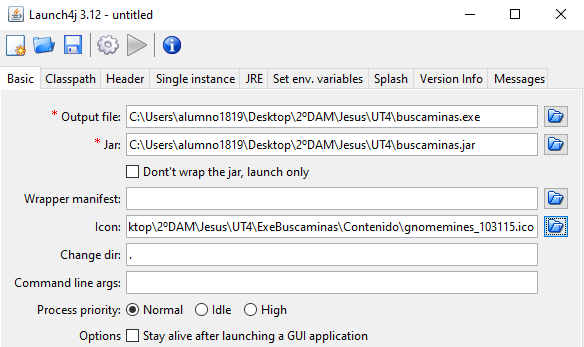 Launch4j 3.12 - untitled
Basic Classpath Header Single instance JRE Set env. variables Splash Version Info Messages
* Output file: C:\Users\alumno1819\Desktop\2ºDAM\Jesus\UT4\buscaminas.exe
* Jar: C:\Users\alumno1819\Desktop\2ºDAM\Jesus\UT4\buscaminas.jar
Dont't wrap the jar, launch only
Wrapper manifest:
Icon: ktop\2ºDAM\Jesus\UT4\ExeBuscaminas\Contenido\gnomemines_103115.ico
Change dir: .
Command line args:
Process priority: Normal Idle High
Options Stay alive after launching a GUI application